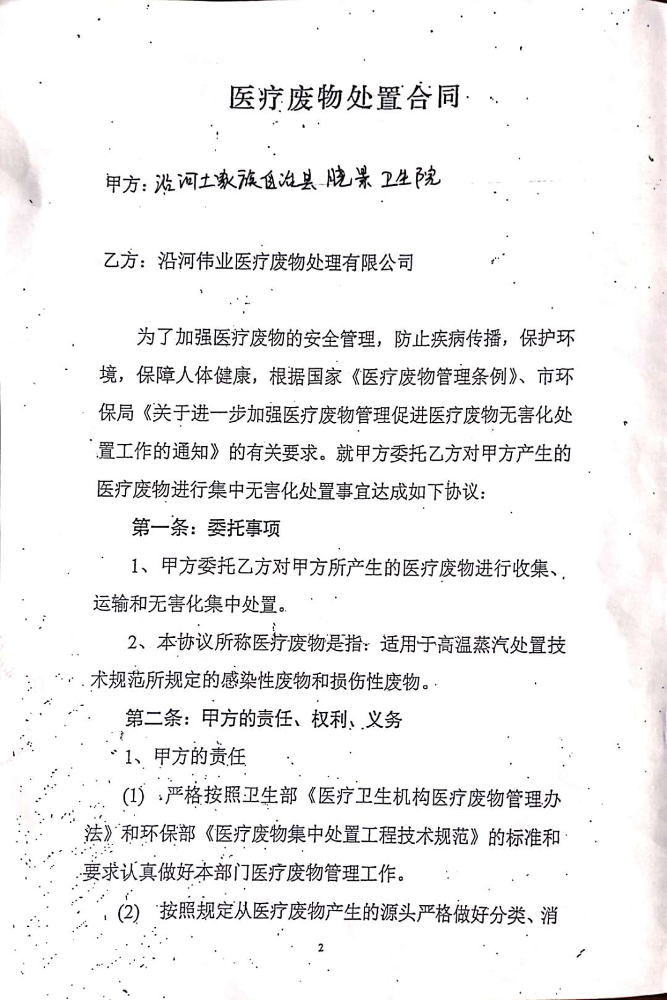 医疗废物处置合同
甲方：沿河土家族自治县晓景卫生院
乙方：沿河伟业医疗废物处理有限公司
为了加强医疗废物的安全管理，防止疾病传播，保护环
境，保障人体健康，根据国家《医疗废物管理条例》、市环
保局《关于进一步加强医疗废物管理促进医疗废物无害化处
置工作的通知》的有关要求。就甲方委托乙方对甲方产生的
医疗废物进行集中无害化处置事宜达成如下协议：
第一条：委托事项
1、甲方委托乙方对甲方所产生的医疗废物进行收集、
运输和无害化集中处置。
2、本协议所称医疗废物是指：适用于高温蒸汽处置技
术规范所规定的感染性废物和损伤性废物。
第二条：甲方的责任、权利、义务
1、甲方的责任
(1) 严格按照卫生部《医疗卫生机构医疗废物管理办
法》和环保部《医疗废物集中处置工程技术规范》的标准和
要求认真做好本部门医疗废物管理工作。
(2) 按照规定从医疗废物产生的源头严格做好分类、消
2